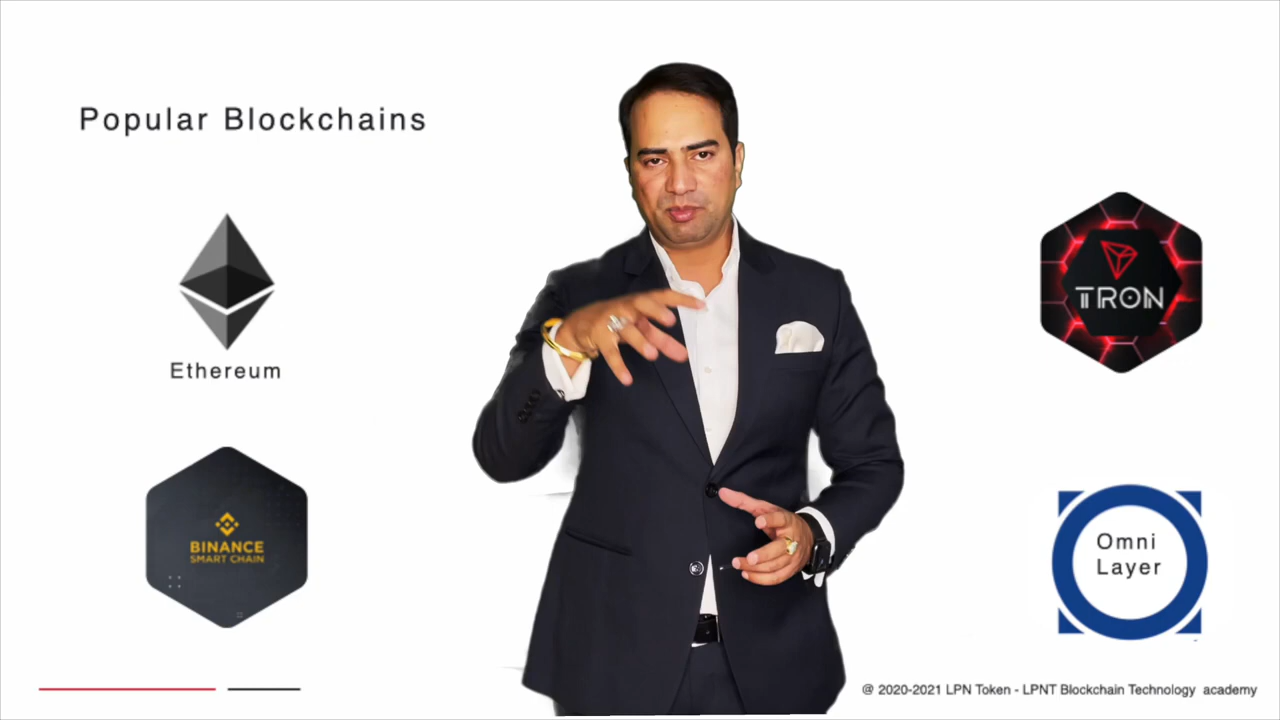 Popular Blockchains
Ethereum
TRON
BINANCE
SMART CHAIN
Omni
Layer
@ 2020-2021 LPN Token - LPNT Blockchain Technology academy